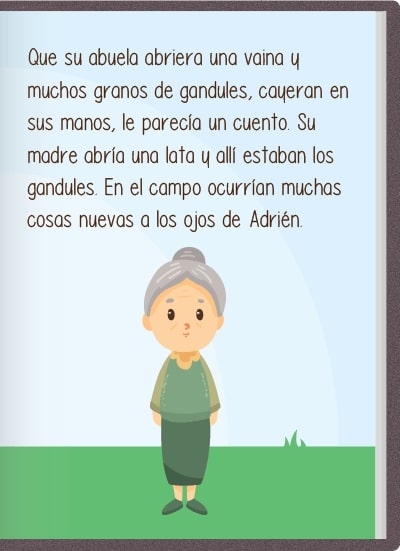 Que su abuela abriera una vaina y
muchos granos de gandules, cayeran en
sus manos, le parecía un cuento. Su
madre abría una lata y allí estaban los
gandules. En el campo ocurrían muchas
cosas nuevas a los ojos de Adrién.